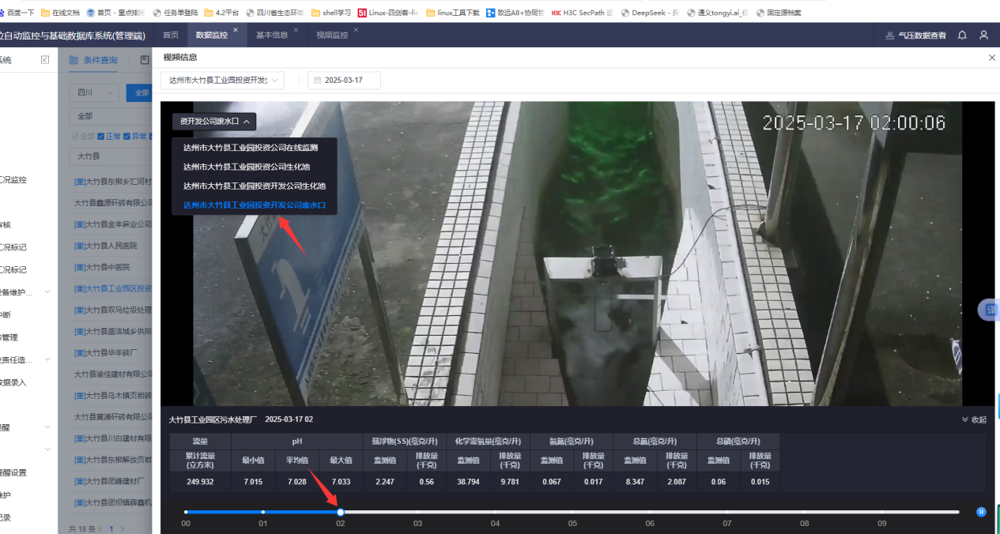 百度一下 在线文档 首页 - 重点排污 任务单登陆 4.2平台 四川省生态环境 shell学习 Linux-四剑客-fir linux工具下载 致远A8+协同管 H3C H3C SecPath 运 DeepSeek - 探 通义tongyi.ai_你 固定源档案
位自动监控与基础数据库系统(管理端) 首页 数据监控 基本信息 视频监控 气压数据查看
系统 条件查询
视频信息
达州市大竹县工业园投资开发公 2025-03-17
四川 全部
全部
全部 正常 异常
大竹县
[重]大竹县东柳乡汇河村
大竹县鑫源矸砖有限公司
[重]大竹县金丰麻业公司
[重]大竹县人民医院
[重]大竹县中医院
[重]大竹县工业园区投资
[重]大竹县双马垃圾处理
[重]大竹县盛洁城乡供排
[重]大竹县华丰砖厂
大竹县渝佳建材有限公司
[重]大竹县乌木镇页岩砖
大竹县黄滩矸砖有限公司
[重]大竹县川白建材有限
[重]大竹县东柳解放页岩
[重]大竹县团峰建材厂
[重]大竹县团坝镇薛鑫机
共 18 条 < 1 >
工况监控
审核
工况标记
工况标记
设备维护...
中断
管理
责任造...
数据录入
提醒
提醒设置
维护
记录
资开发公司废水口
达州市大竹县工业园投资公司在线监测
达州市大竹县工业园投资公司生化池
达州市大竹县工业园投资开发公司生化池
达州市大竹县工业园投资开发公司废水口
2025-03-17 02:00:06
译
大竹县工业园区污水处理厂 2025-03-17 02 收起
流量 pH 悬浮物(SS)(毫克/升) 化学需氧量(毫克/升) 氨氮(毫克/升) 总氮(毫克/升) 总磷(毫克/升)
累计流量 最小值 平均值 最大值 监测值 排放量 监测值 排放量 监测值 排放量 监测值 排放量 监测值 排放量
(立方米) (千克) (千克) (千克) (千克) (千克)
249.932 7.015 7.028 7.033 2.247 0.56 38.794 9.781 0.067 0.017 8.347 2.087 0.06 0.015
00 01 02 03 04 05 06 07 08 09